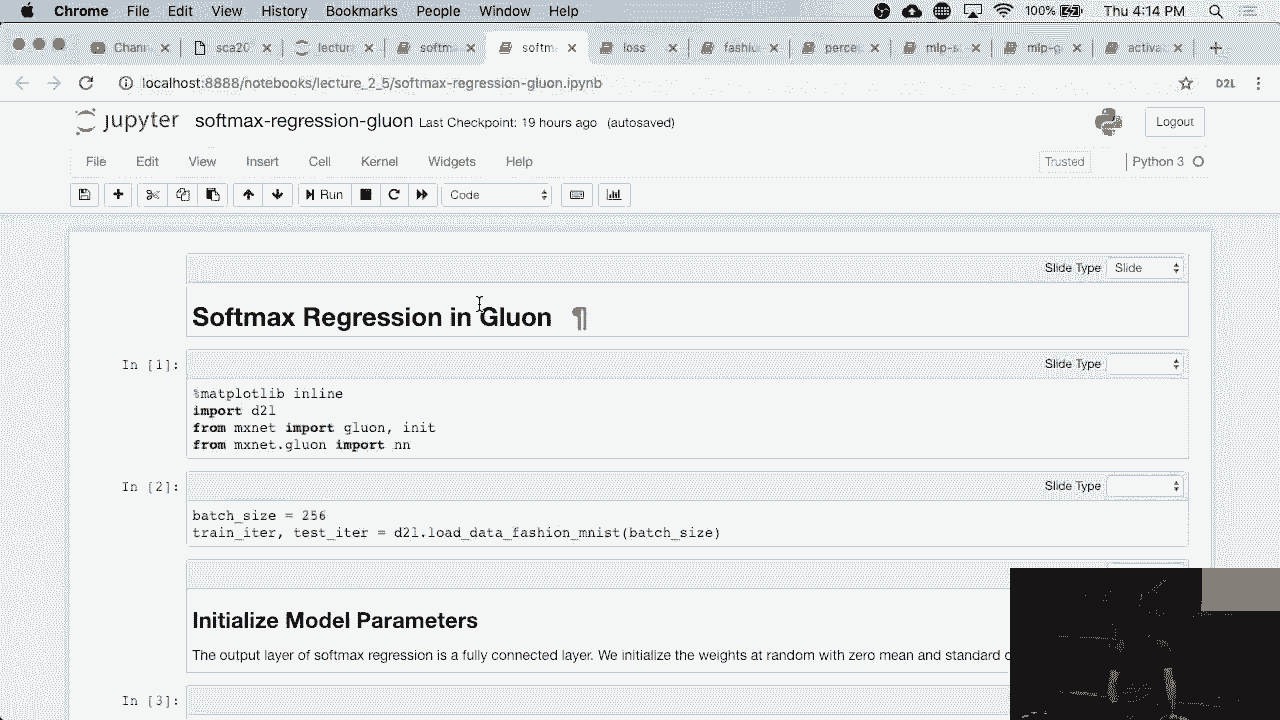 Chrome File Edit View History Bookmarks People Window Help 100% Thu 4:14 PM
Chann sca20 lectur softm softm loss fashio perce mlp-s mlp-g activa
localhost:8888/notebooks/lecture_2_5/softmax-regression-gluon.ipynb D2L
jupyter softmax-regression-gluon Last Checkpoint: 19 hours ago (autosaved) Logout
File Edit View Insert Cell Kernel Widgets Help Trusted Python 3
Run Code
Slide Type Slide
Softmax Regression in Gluon ¶
In [1]: Slide Type
%matplotlib inline
import d2l
from mxnet import gluon, init
from mxnet.gluon import nn
In [2]: Slide Type
batch_size = 256
train_iter, test_iter = d2l.load_data_fashion_mnist(batch_size)
Initialize Model Parameters
The output layer of softmax regression is a fully connected layer. We initialize the weights at random with zero mean and standard
In [3]: